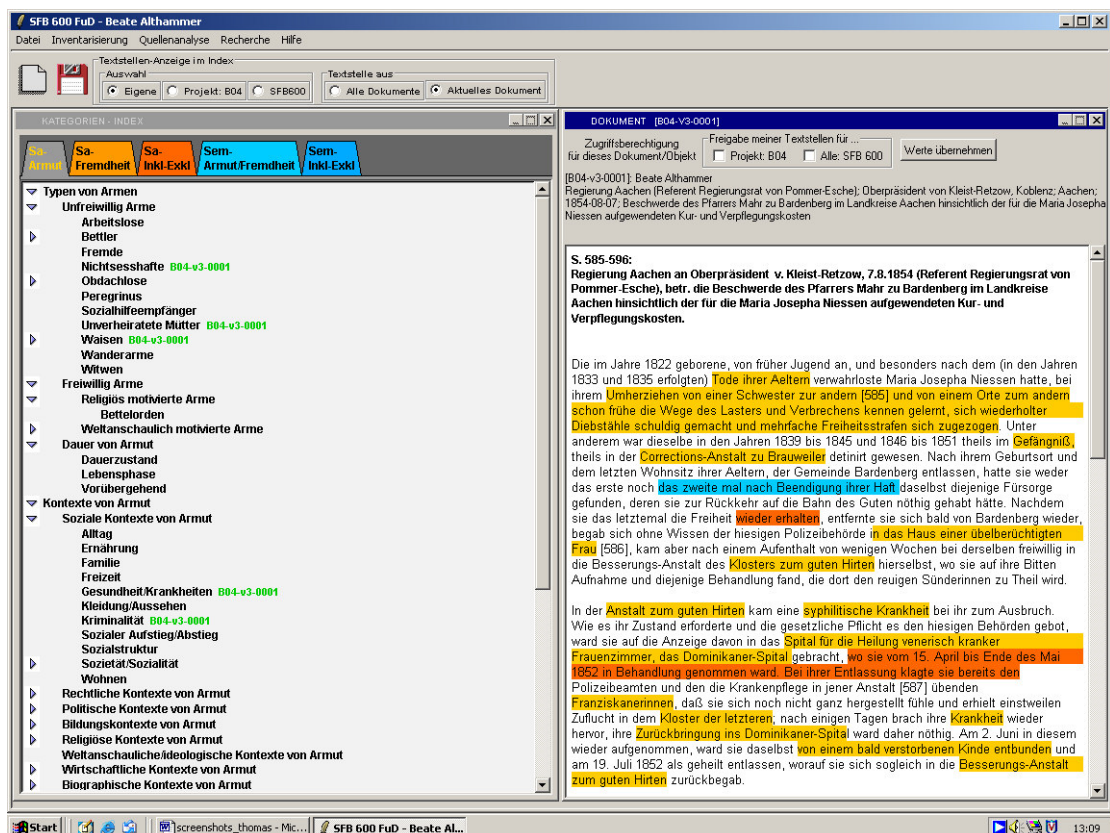 SFB 600 FuD - Beate Althammer
Datei Inventarisierung Quellenanalyse Recherche Hilfe
Textstellen-Anzeige im Index
Auswahl
Eigene Projekt: B04 SFB600
Textstelle aus
Alle Dokumente Aktuelles Dokument
KATEGORIEN - INDEX
Sa-
Armut
Sa-
Fremdheit
Sa-
Inkl-Exkl
Sem-
Armut/Fremdheit
Sem-
Inkl-Exkl
Typen von Armen
Unfreiwillig Arme
Arbeitslose
Bettler
Fremde
Nichtsesshafte B04-v3-0001
Obdachlose
Peregrinus
Sozialhilfeempfänger
Unverheiratete Mütter B04-v3-0001
Waisen B04-v3-0001
Wanderarme
Witwen
Freiwillig Arme
Religiös motivierte Arme
Bettelorden
Weltanschaulich motivierte Arme
Dauer von Armut
Dauerzustand
Lebensphase
Vorübergehend
Kontexte von Armut
Soziale Kontexte von Armut
Alltag
Ernährung
Familie
Freizeit
Gesundheit/Krankheiten B04-v3-0001
Kleidung/Aussehen
Kriminalität B04-v3-0001
Sozialer Aufstieg/Abstieg
Sozialstruktur
Sozietät/Sozialität
Wohnen
Rechtliche Kontexte von Armut
Politische Kontexte von Armut
Bildungskontexte von Armut
Religiöse Kontexte von Armut
Weltanschauliche/ideologische Kontexte von Armut
Wirtschaftliche Kontexte von Armut
Biographische Kontexte von Armut
DOKUMENT [B04-V3-0001]
Zugriffsberechtigung
für dieses Dokument/Objekt
Freigabe meiner Textstellen für ...
Projekt: B04 Alle: SFB 600
Werte übernehmen
[B04-v3-0001]: Beate Althammer
Regierung Aachen (Referent Regierungsrat von Pommer-Esche); Oberpräsident von Kleist-Retzow, Koblenz; Aachen;
1854-08-07; Beschwerde des Pfarrers Mahr zu Bardenberg im Landkreise Aachen hinsichtlich der für die Maria Josepha
Niessen aufgewendeten Kur- und Verpflegungskosten
S. 585-596:
Regierung Aachen an Oberpräsident v. Kleist-Retzow, 7.8.1854 (Referent Regierungsrat von
Pommer-Esche), betr. die Beschwerde des Pfarrers Mahr zu Bardenberg im Landkreise
Aachen hinsichtlich der für die Maria Josepha Niessen aufgewendeten Kur- und
Verpflegungskosten.
Die im Jahre 1822 geborene, von früher Jugend an, und besonders nach dem (in den Jahren
1833 und 1835 erfolgten) Tode ihrer Aeltern verwahrloste Maria Josepha Niessen hatte, bei
ihrem Umherziehen von einer Schwester zur andern [585] und von einem Orte zum andern
schon frühe die Wege des Lasters und Verbrechens kennen gelernt, sich wiederholter
Diebstähle schuldig gemacht und mehrfache Freiheitsstrafen sich zugezogen. Unter
anderem war dieselbe in den Jahren 1839 bis 1845 und 1846 bis 1851 theils im Gefängniß,
theils in der Corrections-Anstalt zu Brauweiler detinirt gewesen. Nach ihrem Geburtsort und
dem letzten Wohnsitz ihrer Aeltern, der Gemeinde Bardenberg entlassen, hatte sie weder
das erste noch das zweite mal nach Beendigung ihrer Haft daselbst diejenige Fürsorge
gefunden, deren sie zur Rückkehr auf die Bahn des Guten nöthig gehabt hätte. Nachdem
sie das letztemal die Freiheit wieder erhalten, entfernte sie sich bald von Bardenberg wieder,
begab sich ohne Wissen der hiesigen Polizeibehörde in das Haus einer übelberüchtigten
Frau [586], kam aber nach einem Aufenthalt von wenigen Wochen bei derselben freiwillig in
die Besserungs-Anstalt des Klosters zum guten Hirten hierselbst, wo sie auf ihre Bitten
Aufnahme und diejenige Behandlung fand, die dort den reuigen Sünderinnen zu Theil wird.
In der Anstalt zum guten Hirten kam eine syphilitische Krankheit bei ihr zum Ausbruch.
Wie es ihr Zustand erforderte und die gesetzliche Pflicht es den hiesigen Behörden gebot,
ward sie auf die Anzeige davon in das Spital für die Heilung venerisch kranker
Frauenzimmer, das Dominikaner-Spital gebracht, wo sie vom 15. April bis Ende des Mai
1852 in Behandlung genommen ward. Bei ihrer Entlassung klagte sie bereits den
Polizeibeamten und den die Krankenpflege in jener Anstalt [587] übenden
Franziskanerinnen, daß sie sich noch nicht ganz hergestellt fühle und erhielt einstweilen
Zuflucht in dem Kloster der letzteren; nach einigen Tagen brach ihre Krankheit wieder
hervor, ihre Zurückbringung ins Dominikaner-Spital ward daher nöthig. Am 2. Juni in diesem
wieder aufgenommen, ward sie daselbst von einem bald verstorbenen Kinde entbunden und
am 19. Juli 1852 als geheilt entlassen, worauf sie sich sogleich in die Besserungs-Anstalt
zum guten Hirten zurückbegab.
Start screenshots_thomas - Mic... SFB 600 FuD - Beate Al... 13:09